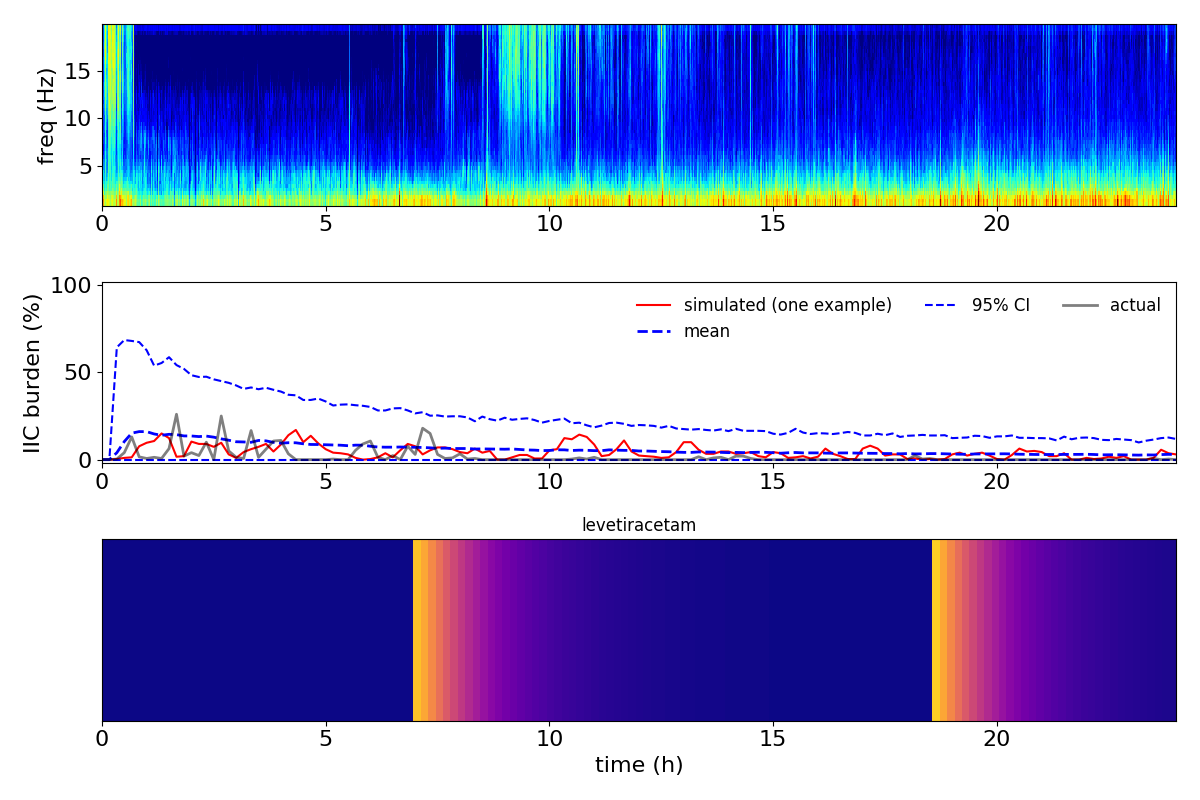 freq (Hz)
15
10
5
0 5 10 15 20
IIC burden (%)
100
50
0
simulated (one example) 95% CI actual
mean
0 5 10 15 20
levetiracetam
0 5 10 15 20
time (h)